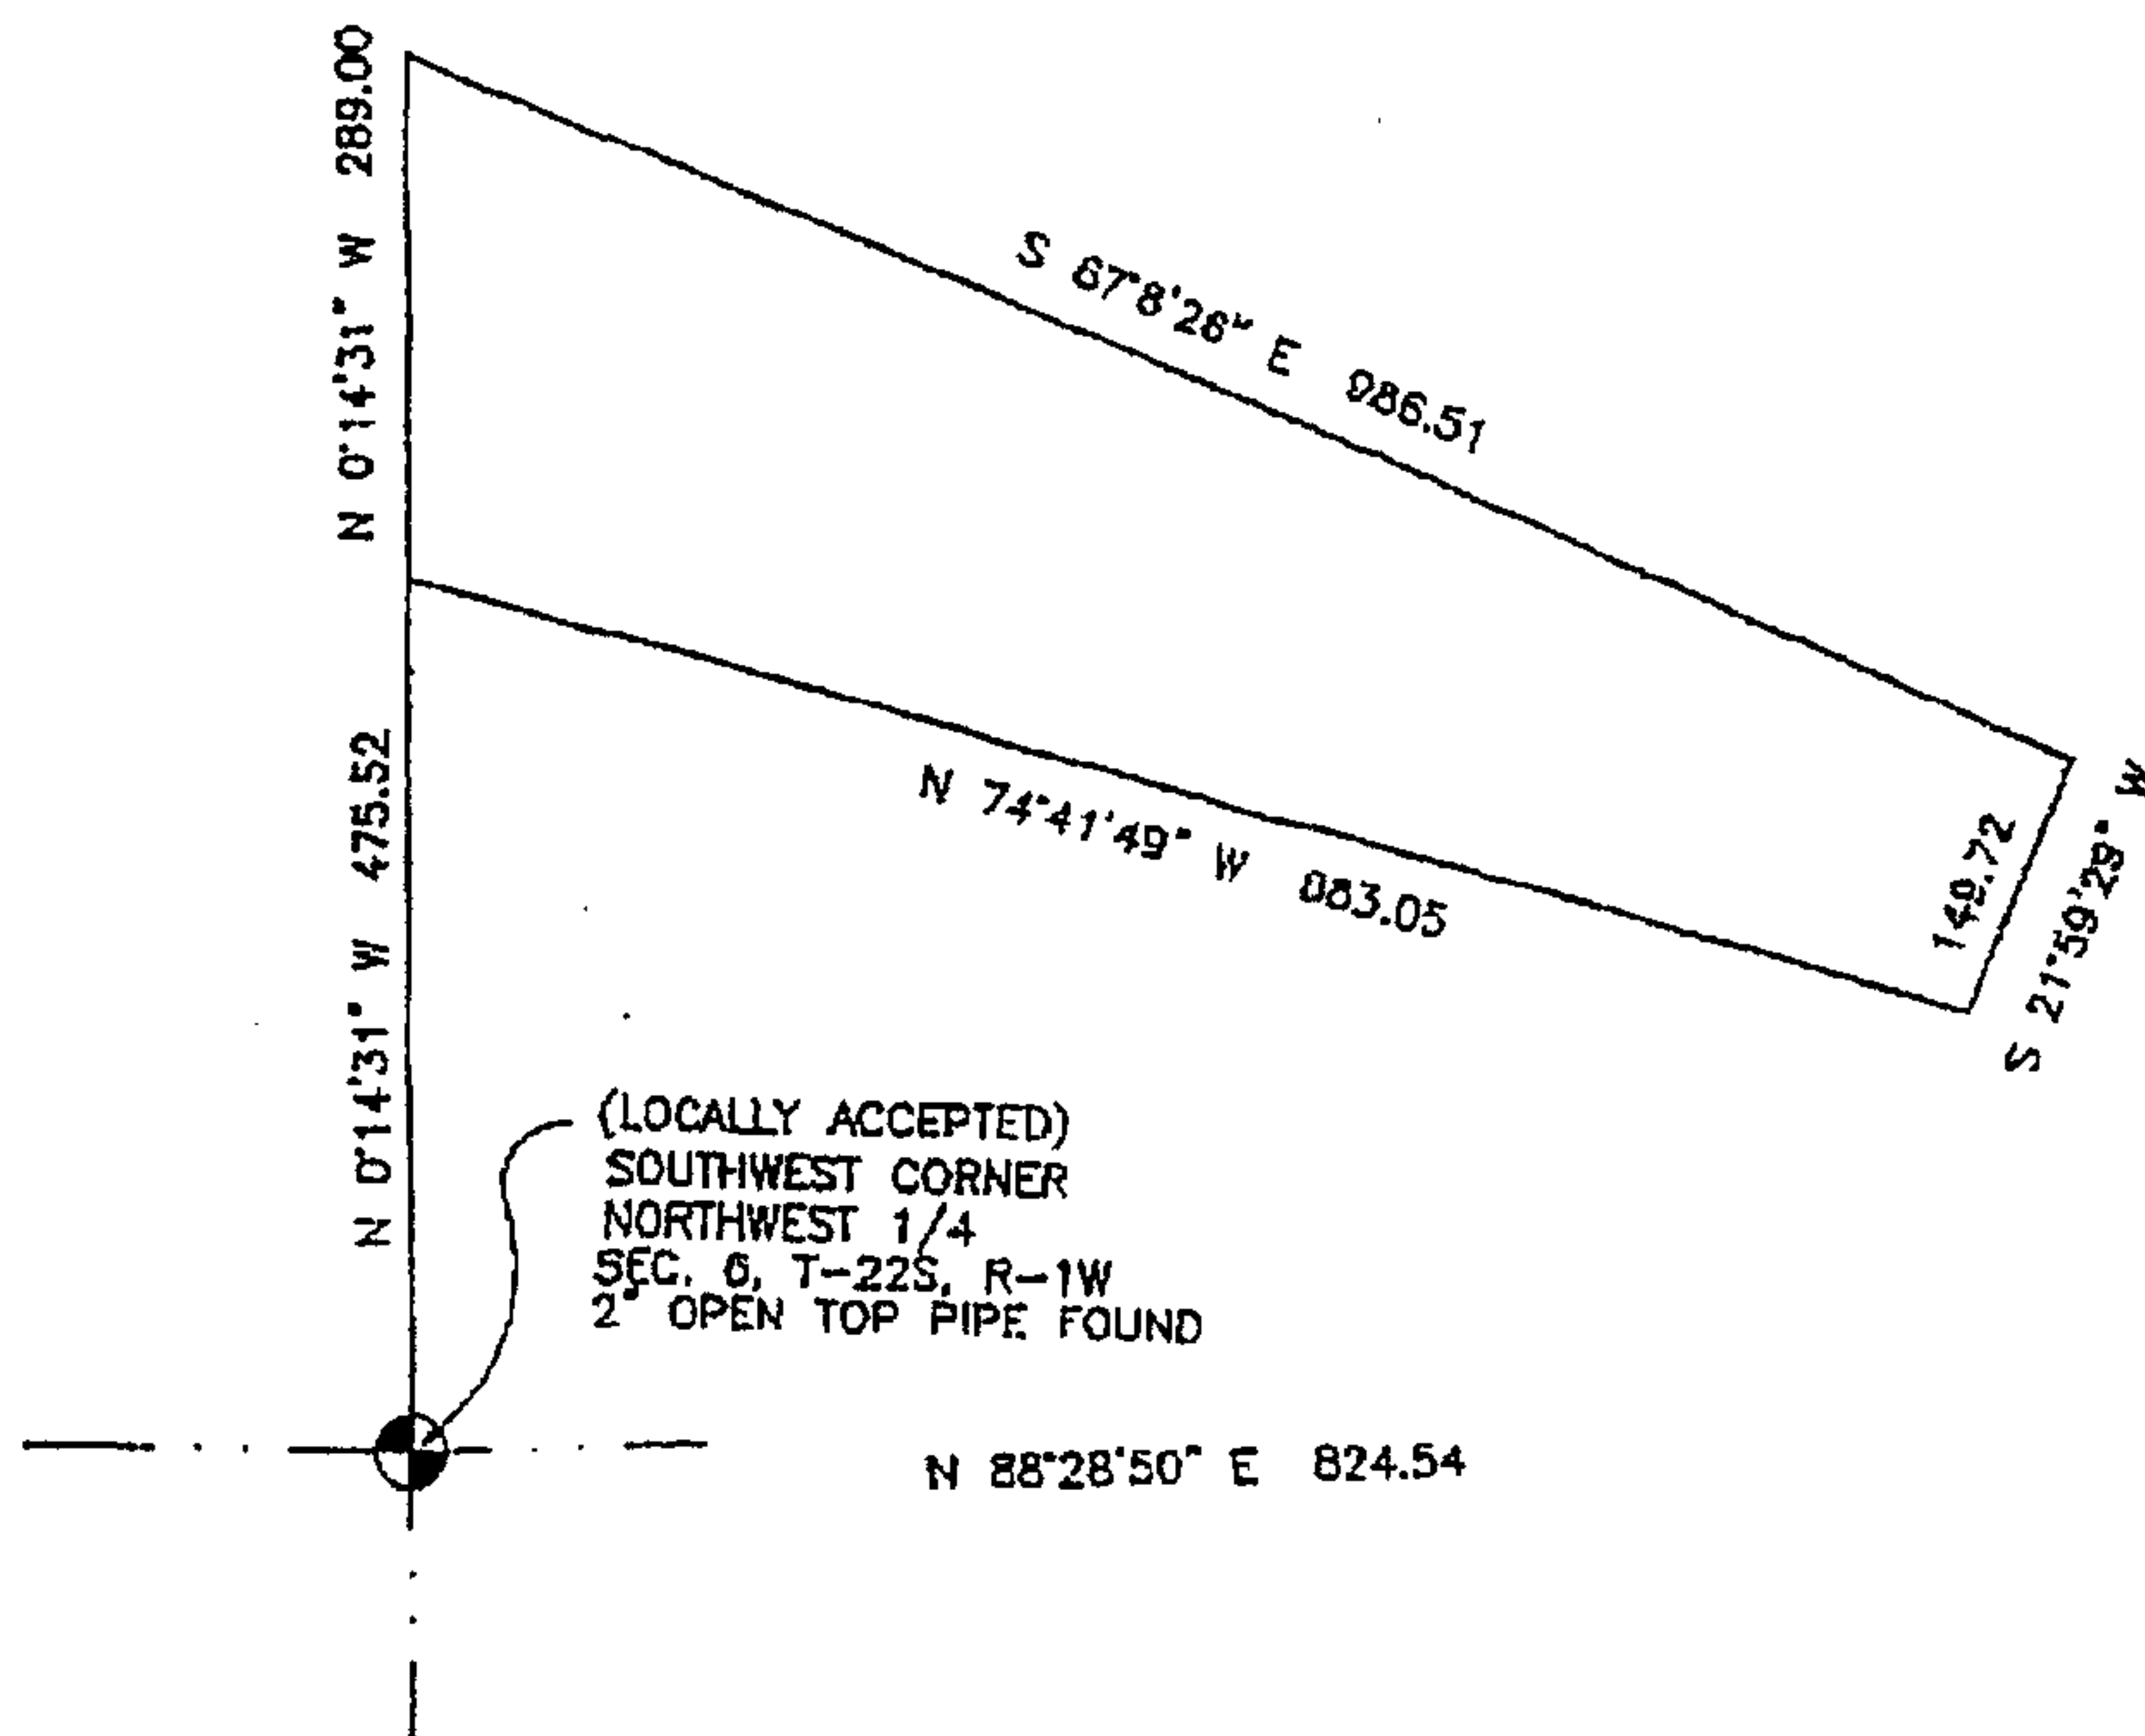 N 0°14'31" W 289.00
S 67°8'28" E 986.51
N 74°41'49" W 883.05
149.72
S 21°59'29" W
N 0°14'31" W 475.52
(LOCALLY ACCEPTED)
SOUTHWEST CORNER
NORTHWEST 1/4
SEC. 6, T-22S, R-1W
2" OPEN TOP PIPE FOUND
N 88°28'50" E 824.54